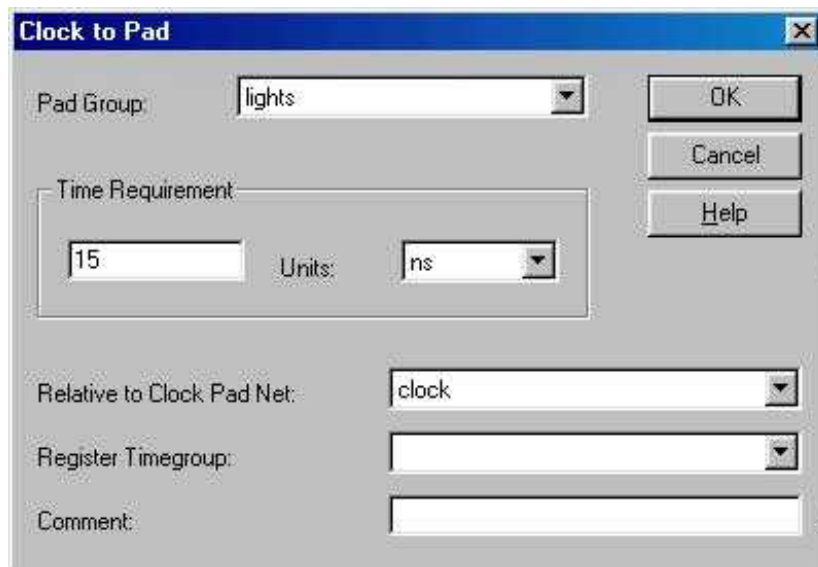 Clock to Pad
Pad Group: lights
OK
Cancel
Help
Time Requirement
15 Units: ns
Relative to Clock Pad Net: clock
Register Timegroup:
Comment: